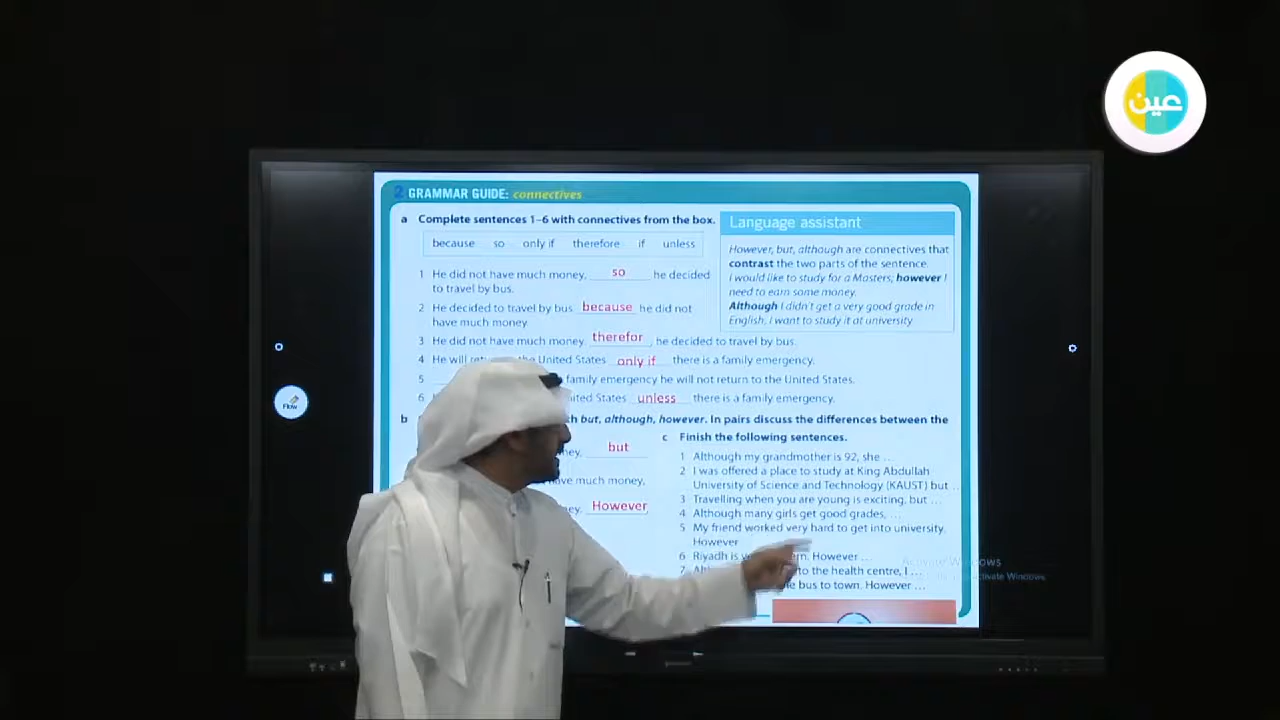 عين
2 GRAMMAR GUIDE: connectives
a Complete sentences 1–6 with connectives from the box.
because so only if therefore if unless
1 He did not have much money, so he decided
to travel by bus.
2 He decided to travel by bus because he did not
have much money
3 He did not have much money. therefor, he decided to travel by bus.
4 He will the United States only if there is a family emergency.
5 family emergency he will not return to the United States.
6 States unless there is a family emergency.
Language assistant
However, but, although are connectives that
contrast the two parts of the sentence.
I would like to study for a Masters; however I
need to earn some money.
Although I didn't get a very good grade in
English, I want to study it at university
b but, although, however. In pairs discuss the differences between the
but
have much money,
However
c Finish the following sentences.
1 Although my grandmother is 92, she ...
2 I was offered a place to study at King Abdullah
University of Science and Technology (KAUST) but ...
3 Travelling when you are young is exciting, but ...
4 Although many girls get good grades, ...
5 My friend worked very hard to get into university.
However
6 Riyadh is However ...
7 to the health centre, I ...
bus to town. However ...
Flow
Activate Windows
Activate Windows.